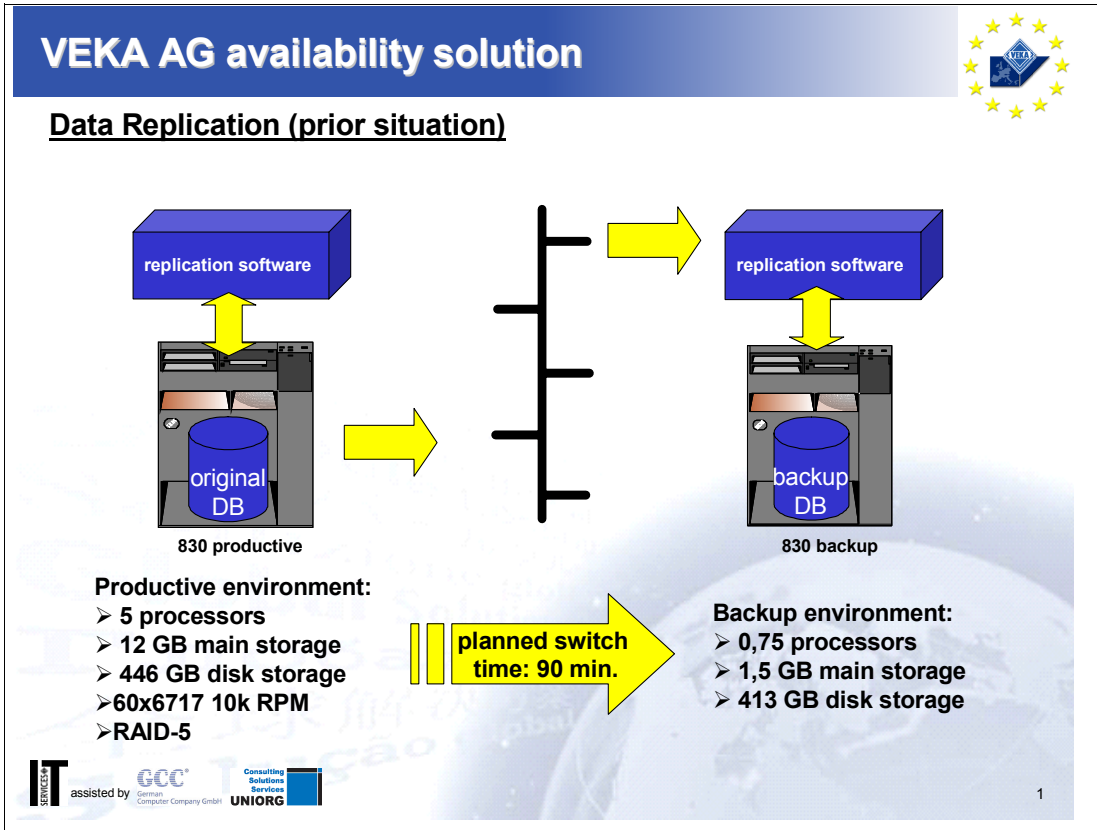 VEKA AG availability solution
VEKA
Data Replication (prior situation)
replication software
replication software
original
DB
backup
DB
830 productive
830 backup
Productive environment:
➢ 5 processors
➢ 12 GB main storage
➢ 446 GB disk storage
➢60x6717 10k RPM
➢RAID-5
planned switch
time: 90 min.
Backup environment:
➢ 0,75 processors
➢ 1,5 GB main storage
➢ 413 GB disk storage
SERVICES
IT
assisted by
GCC
German
Computer Company GmbH
Consulting
Solutions
Services
UNIORG
1